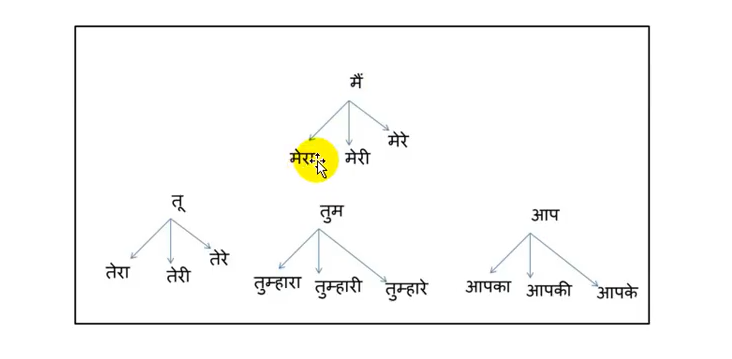 मैं
मेरा मेरी मेरे
तू
तेरा तेरी तेरे
तुम
तुम्हारा तुम्हारी तुम्हारे
आप
आपका आपकी आपके